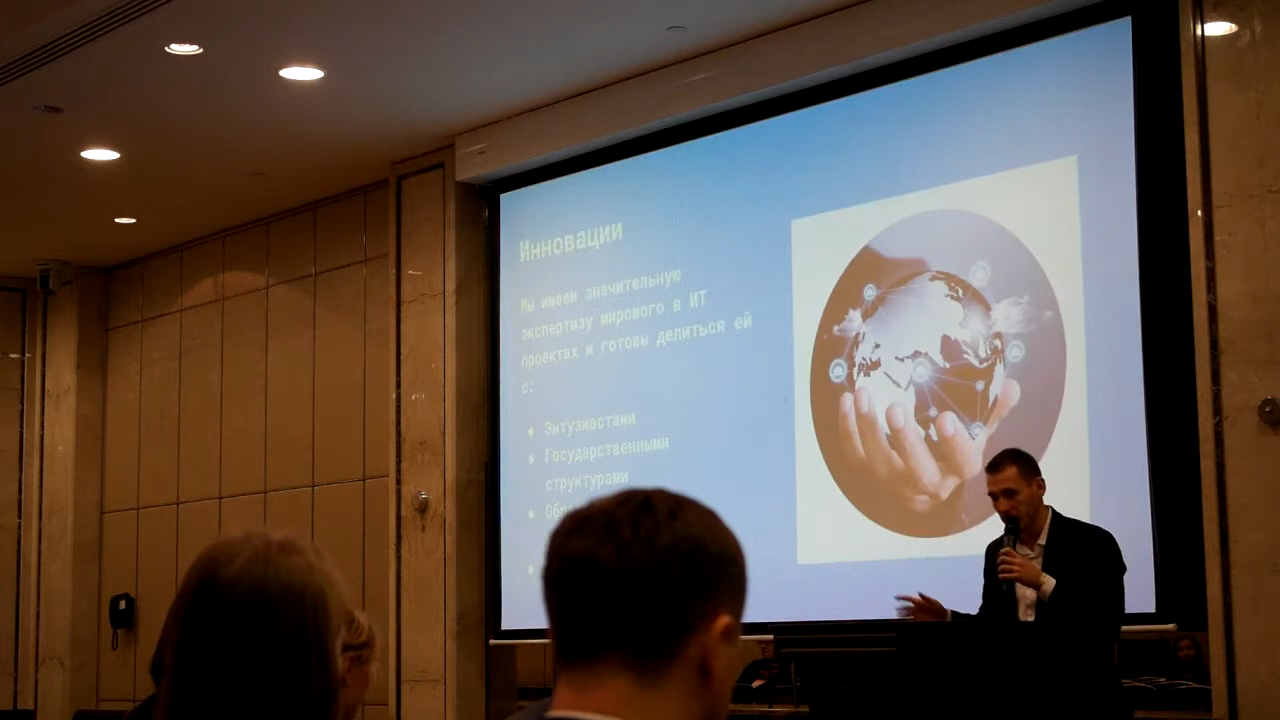 Инновации
Мы имеем значительную
экспертизу мирового в ИТ
проектах и готовы делиться ей
с:
Энтузиастами
Государственными
структурами